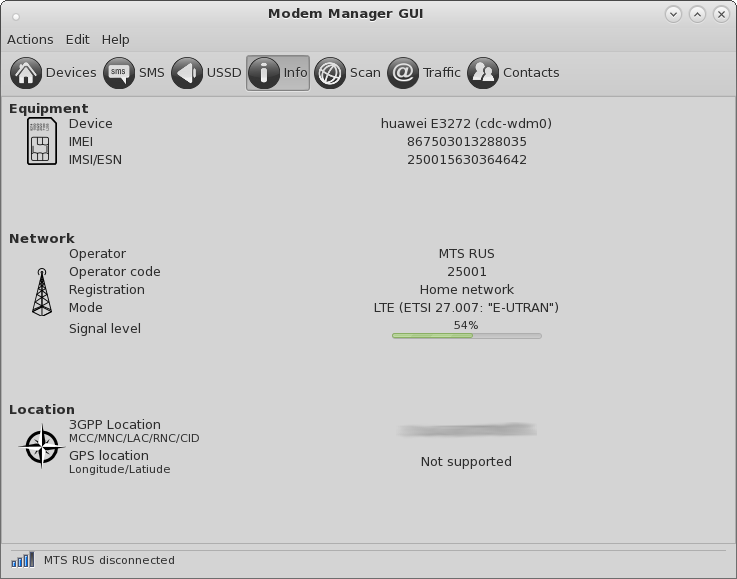 Modem Manager GUI
Actions Edit Help
Devices SMS USSD Info Scan Traffic Contacts
Equipment
Device huawei E3272 (cdc-wdm0)
IMEI 867503013288035
IMSI/ESN 250015630364642
Network
Operator MTS RUS
Operator code 25001
Registration Home network
Mode LTE (ETSI 27.007: "E-UTRAN")
Signal level 54%
Location
3GPP Location
MCC/MNC/LAC/RNC/CID
GPS location Not supported
Longitude/Latiude
MTS RUS disconnected